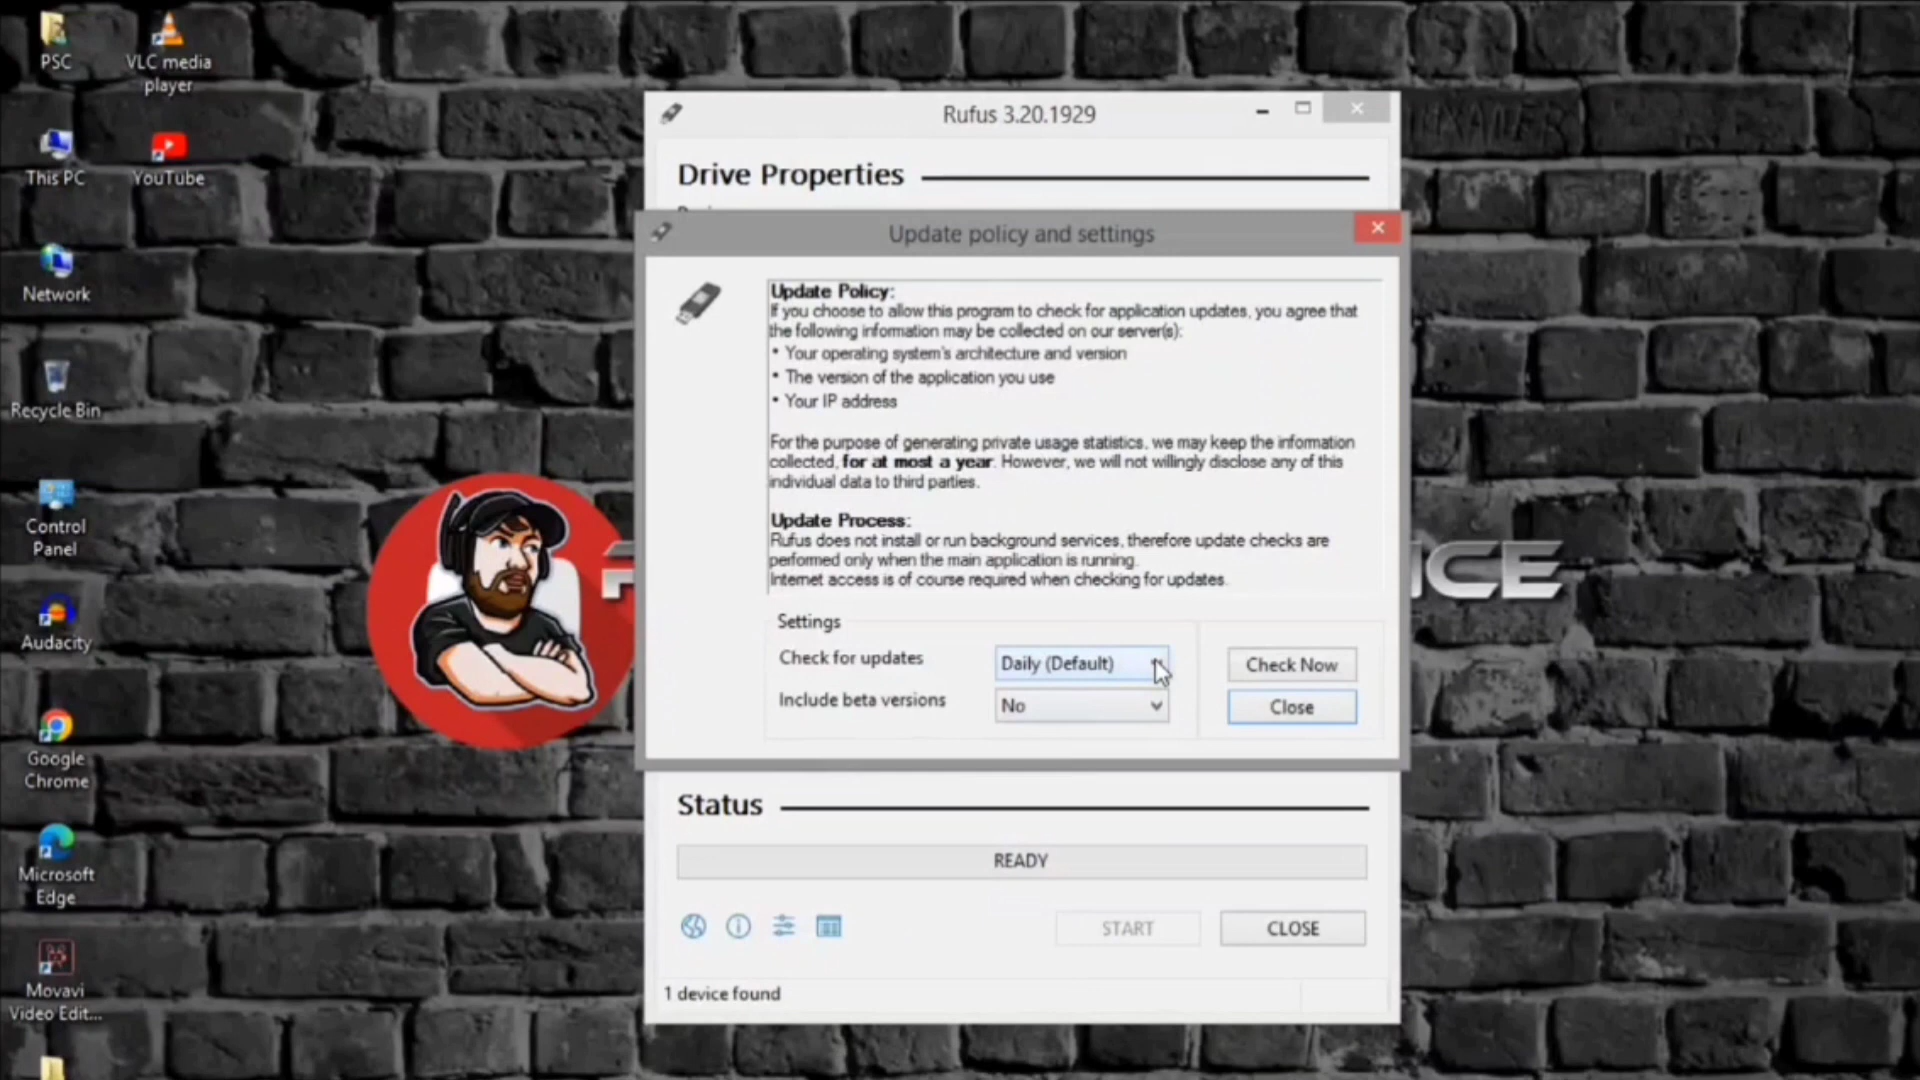 PSC
VLC media
player
This PC
YouTube
Network
Recycle Bin
Control
Panel
Audacity
Google
Chrome
Microsoft
Edge
Movavi
Video Edit...
Rufus 3.20.1929
Drive Properties
Update policy and settings
Update Policy:
If you choose to allow this program to check for application updates, you agree that
the following information may be collected on our server(s):
• Your operating system's architecture and version
• The version of the application you use
• Your IP address
For the purpose of generating private usage statistics, we may keep the information
collected, for at most a year. However, we will not willingly disclose any of this
individual data to third parties.
Update Process:
Rufus does not install or run background services, therefore update checks are
performed only when the main application is running.
Internet access is of course required when checking for updates.
Settings
Check for updates
Daily (Default)
Check Now
Include beta versions
No
Close
ICE
Status
READY
START
CLOSE
1 device found